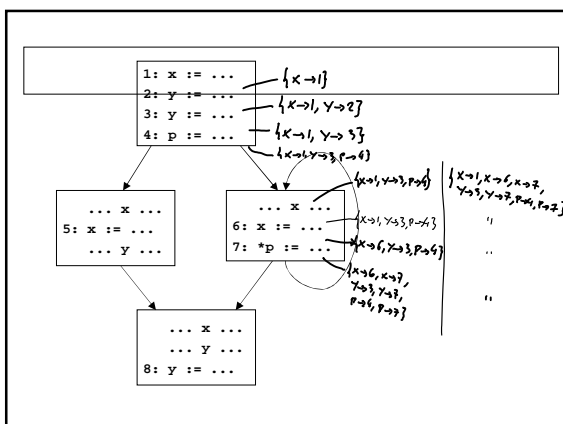 1: x := ...
{x→1}
2: y := ...
{x→1, y→2}
3: y := ...
{x→1, y→3}
4: p := ...
{x→1, y→3, p→4}
... x ...
5: x := ...
... y ...
{x→1, y→3, p→4}
{x→1, x→6, x→7,
y→3, y→7, p→4, p→7}
... x ...
6: x := ...
{x→1, y→3, p→4}
"
7: *p := ...
{x→6, y→3, p→4}
"
{x→6, x→7,
y→3, y→7,
p→4, p→7}
"
... x ...
... y ...
8: y := ...